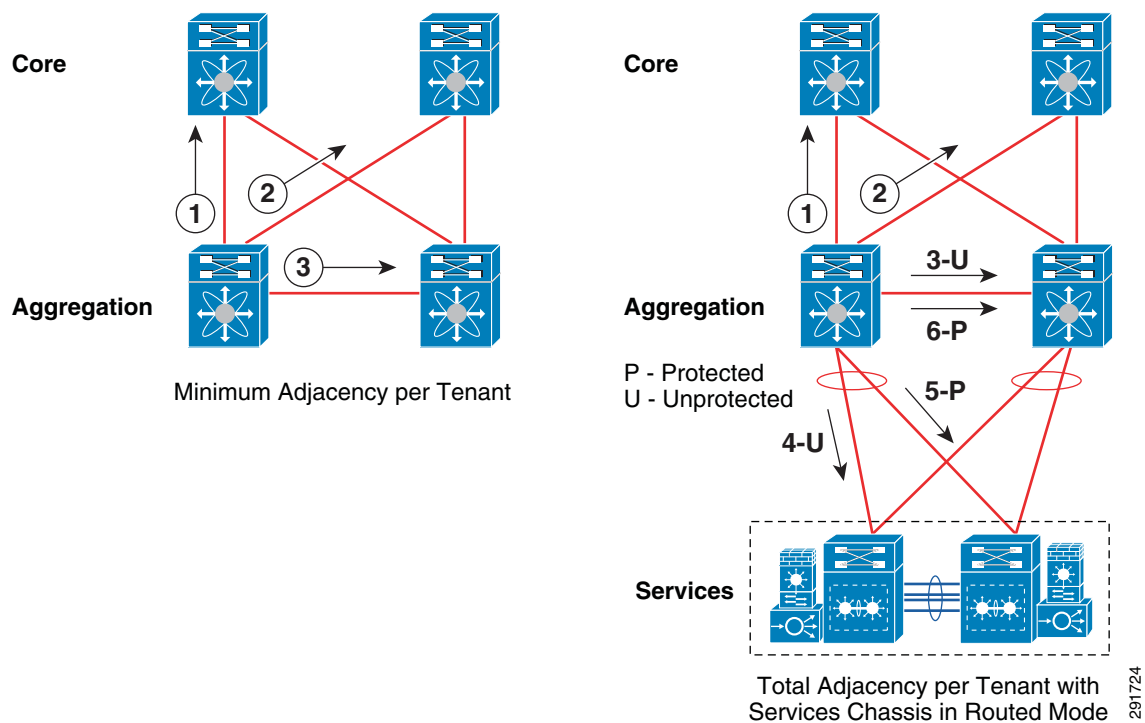 Core
1
2
3
Aggregation
Minimum Adjacency per Tenant
Core
1
2
3-U
Aggregation
6-P
P - Protected
U - Unprotected
5-P
4-U
Services
Total Adjacency per Tenant with
Services Chassis in Routed Mode
291724